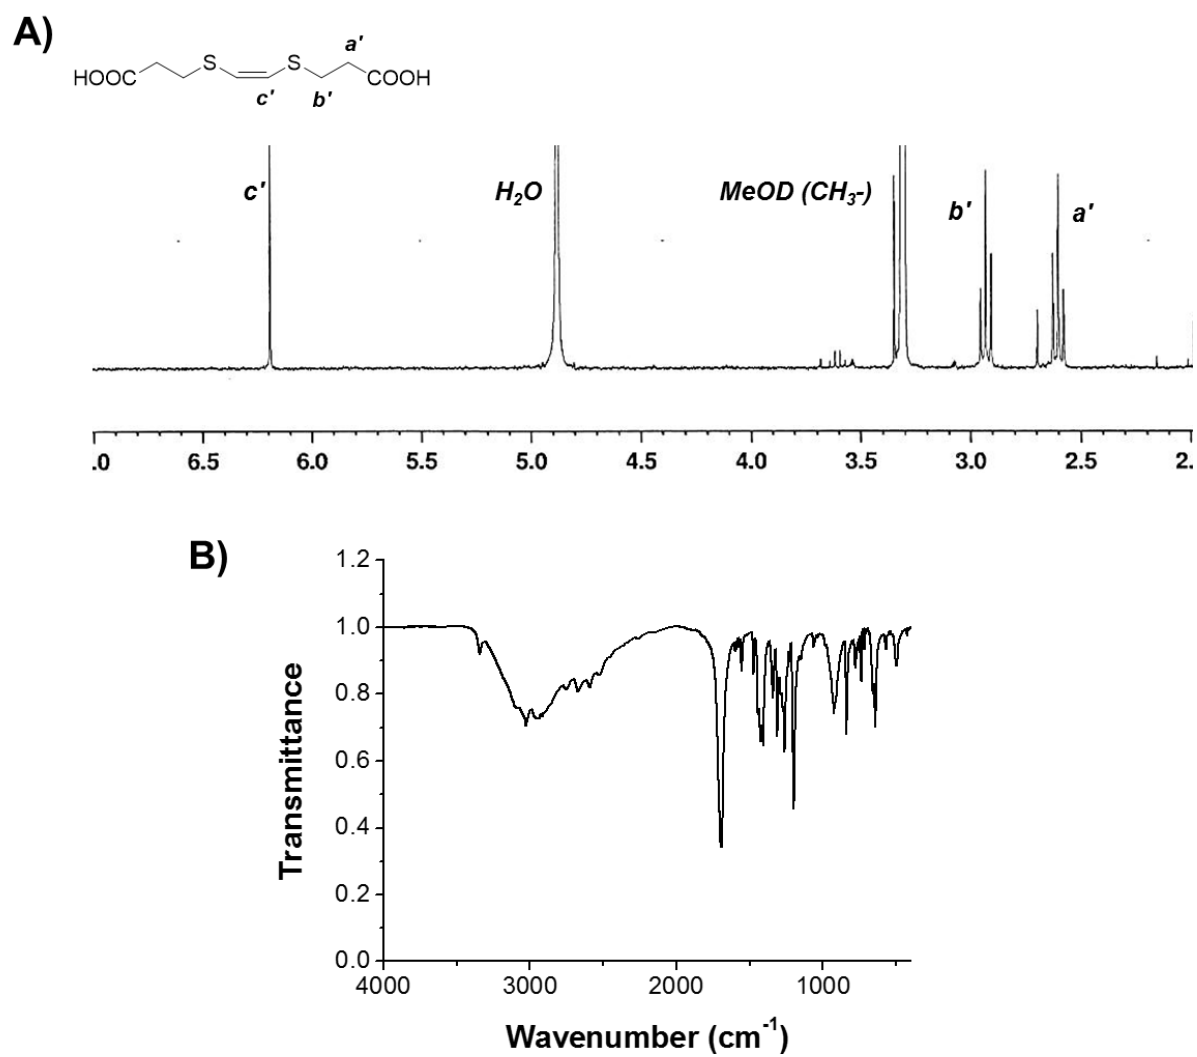 A)
HOOC S S a' COOH
c' b'
c' H₂O MeOD (CH₃-) b' a'
.0 6.5 6.0 5.5 5.0 4.5 4.0 3.5 3.0 2.5 2.
B)
1.2
1.0
0.8
0.6
0.4
0.2
0.0
Transmittance
4000 3000 2000 1000
Wavenumber (cm⁻¹)